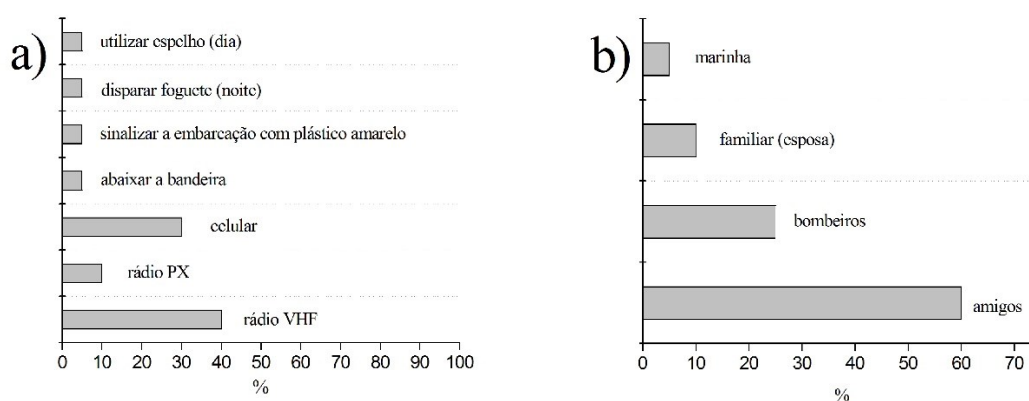 a)
utilizar espelho (dia)
disparar foguete (noite)
sinalizar a embarcação com plástico amarelo
abaixar a bandeira
celular
rádio PX
rádio VHF
0 10 20 30 40 50 60 70 80 90 100
%
b)
marinha
familiar (esposa)
bombeiros
amigos
0 10 20 30 40 50 60 70
%